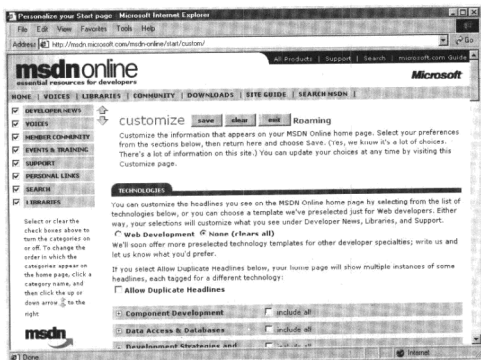 Personalize your Start page - Microsoft Internet Explorer
File Edit View Favorites Tools Help
Address http://msdn.microsoft.com/msdn-online/start/custom/ Go
All Products | Support | Search | microsoft.com Guide
msdn online
essential resources for developers
Microsoft
HOME | VOICES | LIBRARIES | COMMUNITY | DOWNLOADS | SITE GUIDE | SEARCH MSDN |
DEVELOPER NEWS
VOICES
MEMBER COMMUNITY
EVENTS & TRAINING
SUPPORT
PERSONAL LINKS
SEARCH
LIBRARIES
Select or clear the
check boxes above to
turn the categories on
or off. To change the
order in which the
categories appear on
the home page, click a
category name, and
then click the up or
down arrow to the
right
msdn
customize save clear exit Roaming
Customize the information that appears on your MSDN Online home page. Select your preferences
from the sections below, then return here and choose Save. (Yes, we know it's a lot of choices.
There's a lot of information on this site.) You can update your choices at any time by visiting this
Customize page.
TECHNOLOGIES
You can customize the headlines you see on the MSDN Online home page by selecting from the list of
technologies below, or you can choose a template we've preselected just for Web developers. Either
way, your selections will customize what you see under Developer News, Libraries, and Support.
Web Development None (clears all)
We'll soon offer more preselected technology templates for other developer specialties; write us and
let us know what you'd prefer.
If you select Allow Duplicate Headlines below, your home page will show multiple instances of some
headlines, each tagged for a different technology:
Allow Duplicate Headlines
Component Development include all
Data Access & Databases include all
Development Strategies and include all
Done Internet